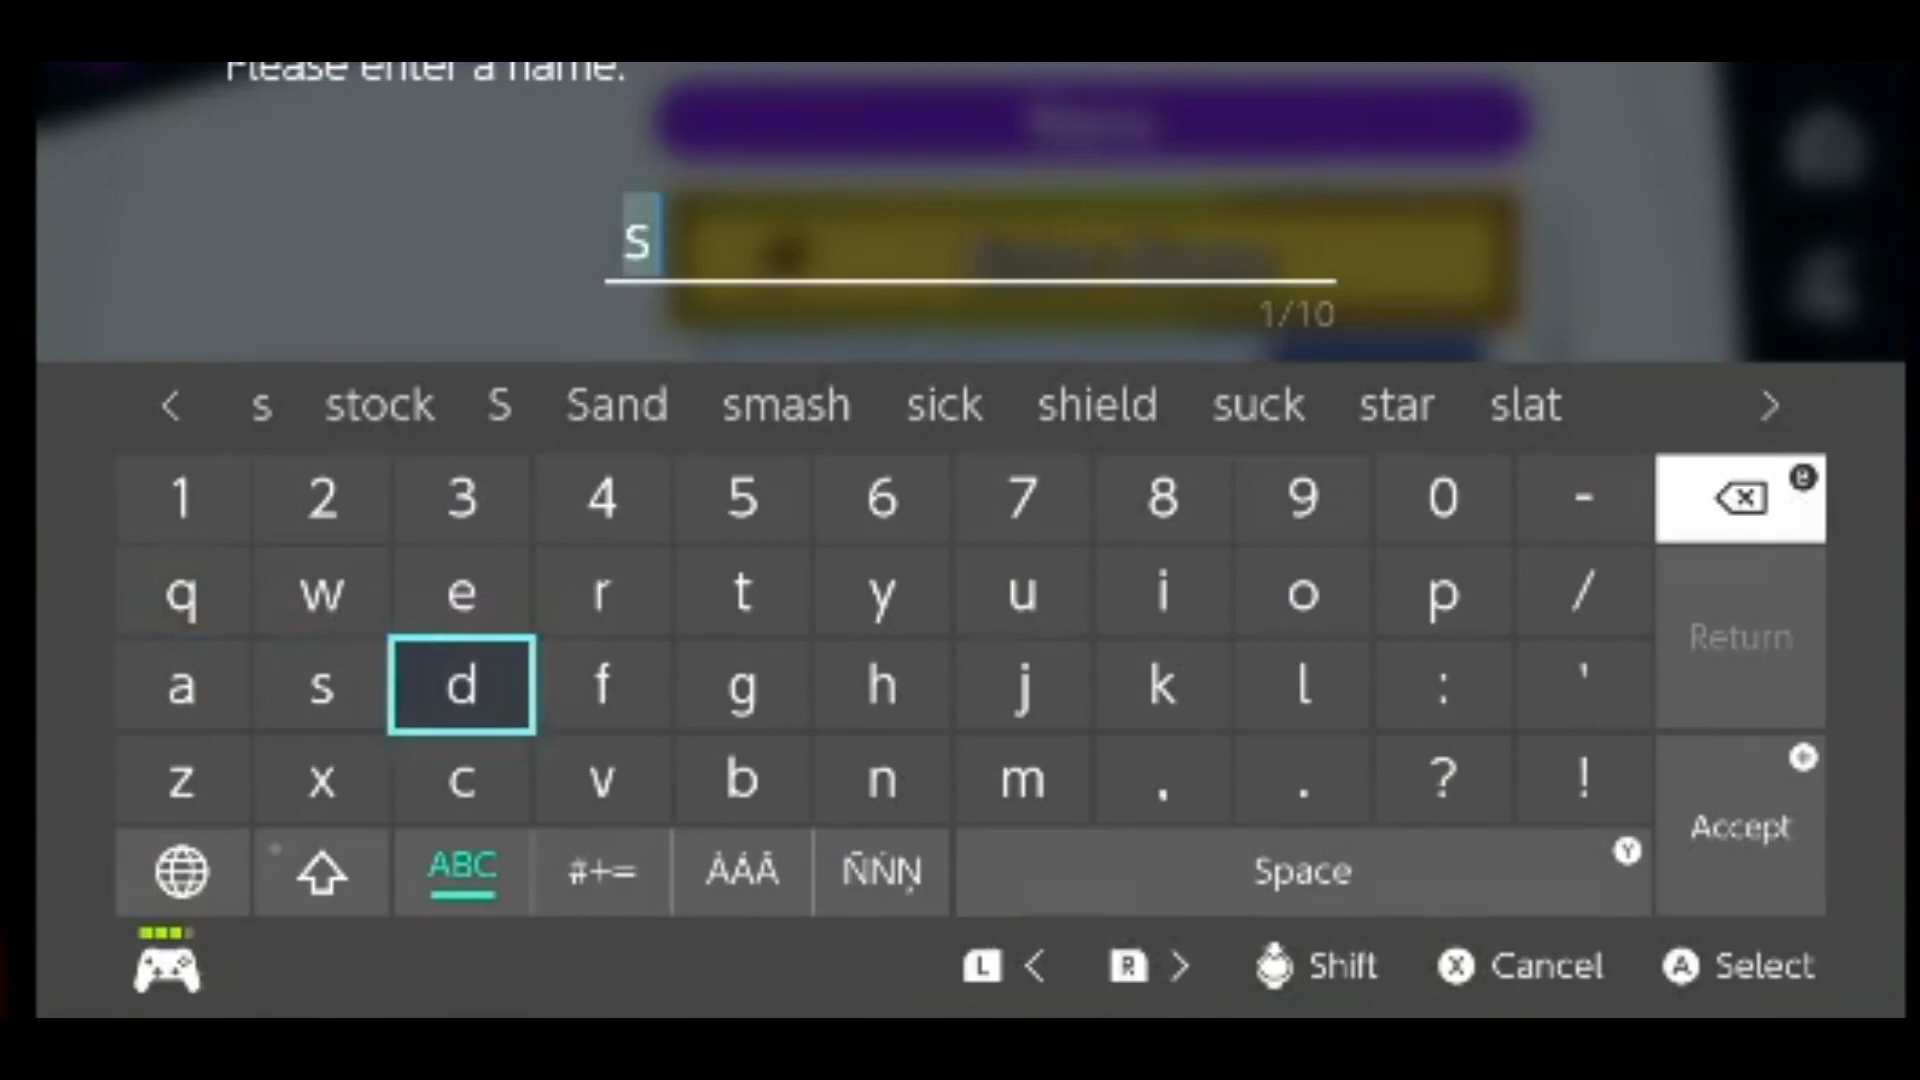 Please enter a name.
s
1/10
< s stock S Sand smash sick shield suck star slat >
1 2 3 4 5 6 7 8 9 0 - B
q w e r t y u i o p /
Return
a s d f g h j k l : '
z x c v b n m , . ? !
Accept
ABC #+= ÀÁÂ ÑŃŅ Space Y
L < R > Shift X Cancel A Select